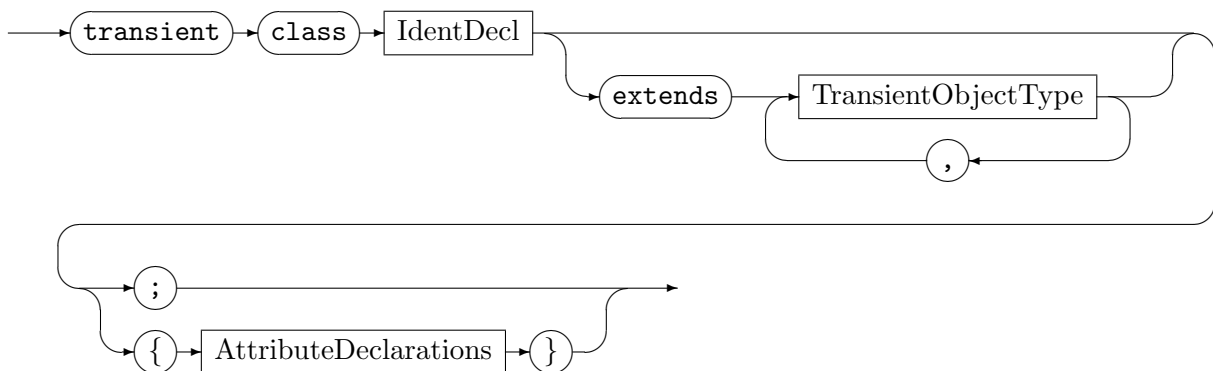 transient class IdentDecl
extends TransientObjectType
,
;
{ AttributeDeclarations }